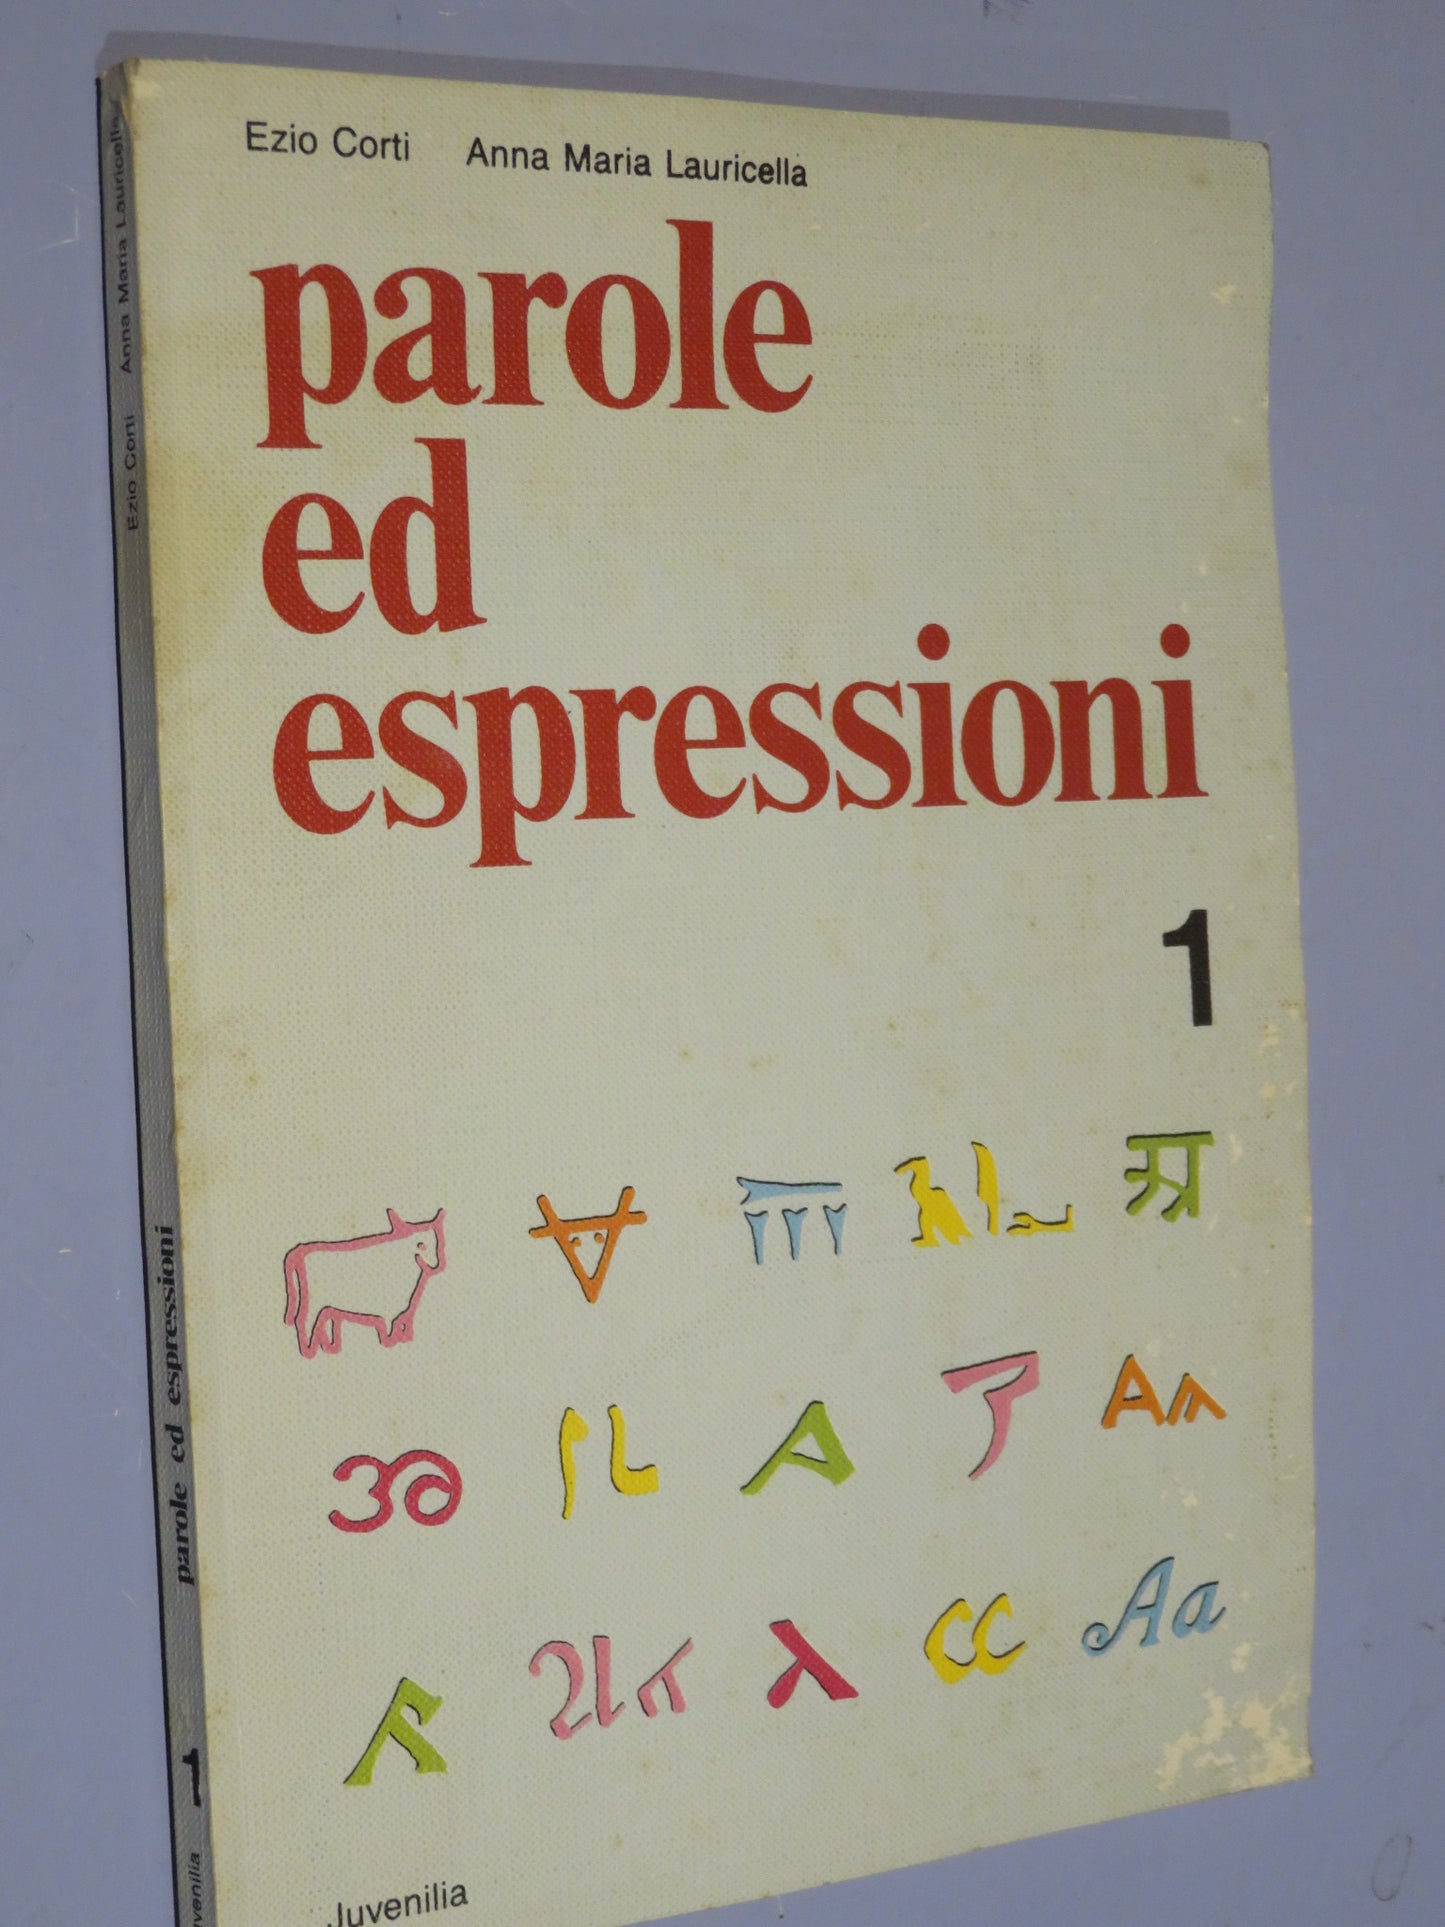 Ezio Corti Anna Maria Lauricella
parole
ed
espressioni
1
Aa
Juvenilia
Ezio Corti Anna Maria Lauricella
parole ed espressioni
1